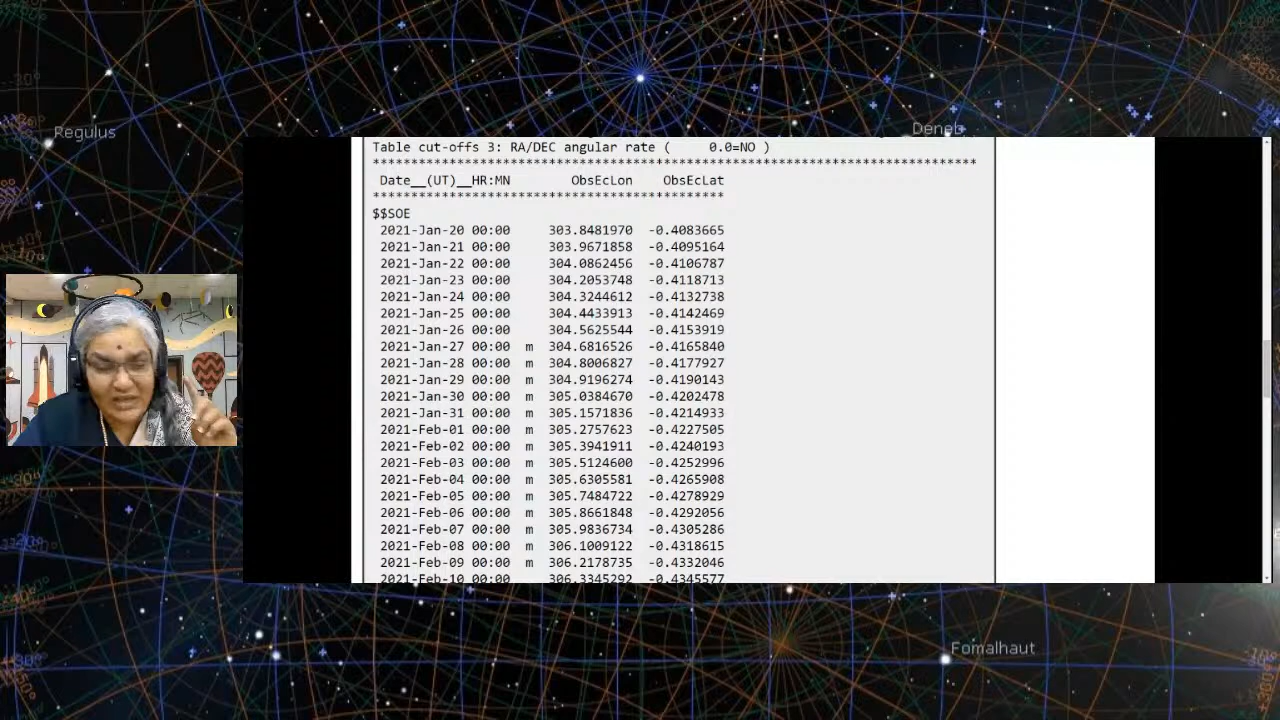 Regulus
Deneb
Table cut-offs 3: RA/DEC angular rate (     0.0=NO )
*******************************************************************************
Date__(UT)__HR:MN        ObsEcLon    ObsEcLat
**********************************************
$$SOE
2021-Jan-20 00:00     303.8481970  -0.4083665
2021-Jan-21 00:00     303.9671858  -0.4095164
2021-Jan-22 00:00     304.0862456  -0.4106787
2021-Jan-23 00:00     304.2053748  -0.4118713
2021-Jan-24 00:00     304.3244612  -0.4132738
2021-Jan-25 00:00     304.4433913  -0.4142469
2021-Jan-26 00:00     304.5625544  -0.4153919
2021-Jan-27 00:00  m  304.6816526  -0.4165840
2021-Jan-28 00:00  m  304.8006827  -0.4177927
2021-Jan-29 00:00  m  304.9196274  -0.4190143
2021-Jan-30 00:00  m  305.0384670  -0.4202478
2021-Jan-31 00:00  m  305.1571836  -0.4214933
2021-Feb-01 00:00  m  305.2757623  -0.4227505
2021-Feb-02 00:00  m  305.3941911  -0.4240193
2021-Feb-03 00:00  m  305.5124600  -0.4252996
2021-Feb-04 00:00  m  305.6305581  -0.4265908
2021-Feb-05 00:00  m  305.7484722  -0.4278929
2021-Feb-06 00:00  m  305.8661848  -0.4292056
2021-Feb-07 00:00  m  305.9836734  -0.4305286
2021-Feb-08 00:00  m  306.1009122  -0.4318615
2021-Feb-09 00:00  m  306.2178735  -0.4332046
2021-Feb-10 00:00     306.3345292  -0.4345577
Fomalhaut